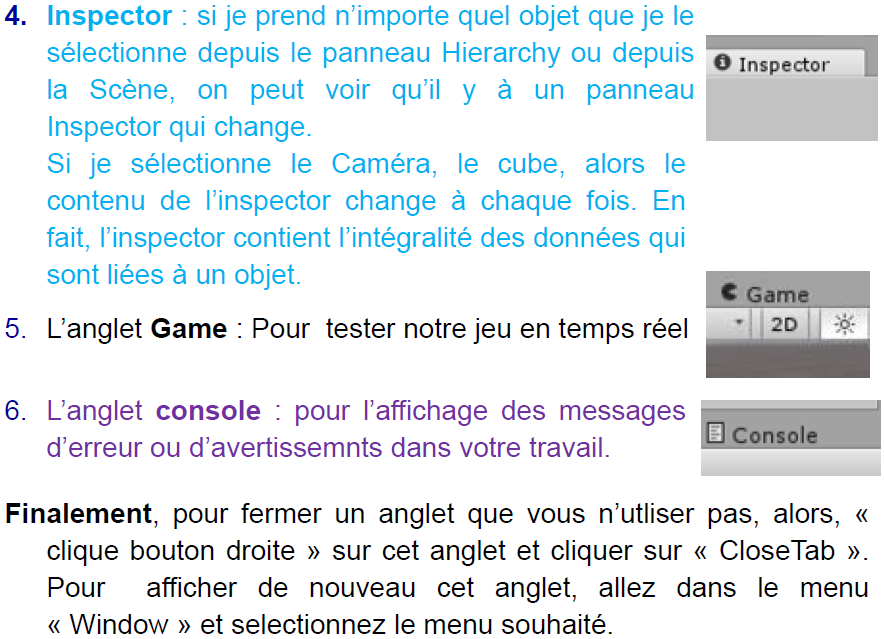 4. Inspector : si je prend n’importe quel objet que je le
sélectionne depuis le panneau Hierarchy ou depuis
la Scène, on peut voir qu’il y à un panneau
Inspector qui change.
Inspector
Si je sélectionne le Caméra, le cube, alors le
contenu de l’inspector change à chaque fois. En
fait, l’inspector contient l’intégralité des données qui
sont liées à un objet.
5. L’anglet Game : Pour tester notre jeu en temps réel
Game
2D
6. L’anglet console : pour l’affichage des messages
d’erreur ou d’avertissemnts dans votre travail.
Console
Finalement, pour fermer un anglet que vous n’utliser pas, alors, «
clique bouton droite » sur cet anglet et cliquer sur « CloseTab ».
Pour afficher de nouveau cet anglet, allez dans le menu
« Window » et selectionnez le menu souhaité.